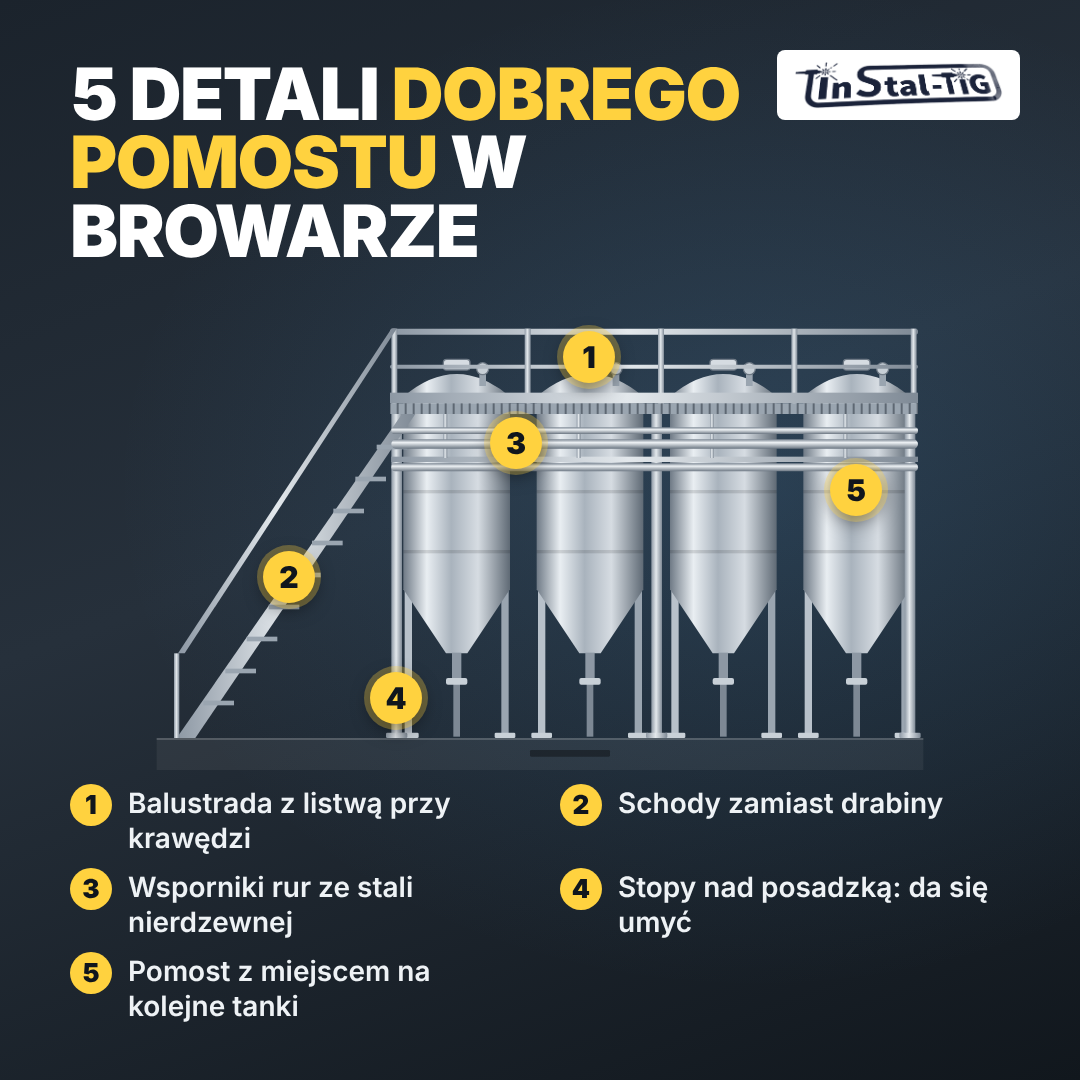 5 DETALI DOBREGO
POMOSTU W
BROWARZE
TinStal-TIG
1
3
5
2
4
1 Balustrada z listwą przy
krawędzi
2 Schody zamiast drabiny
3 Wsporniki rur ze stali
nierdzewnej
4 Stopy nad posadzką: da się
umyć
5 Pomost z miejscem na
kolejne tanki